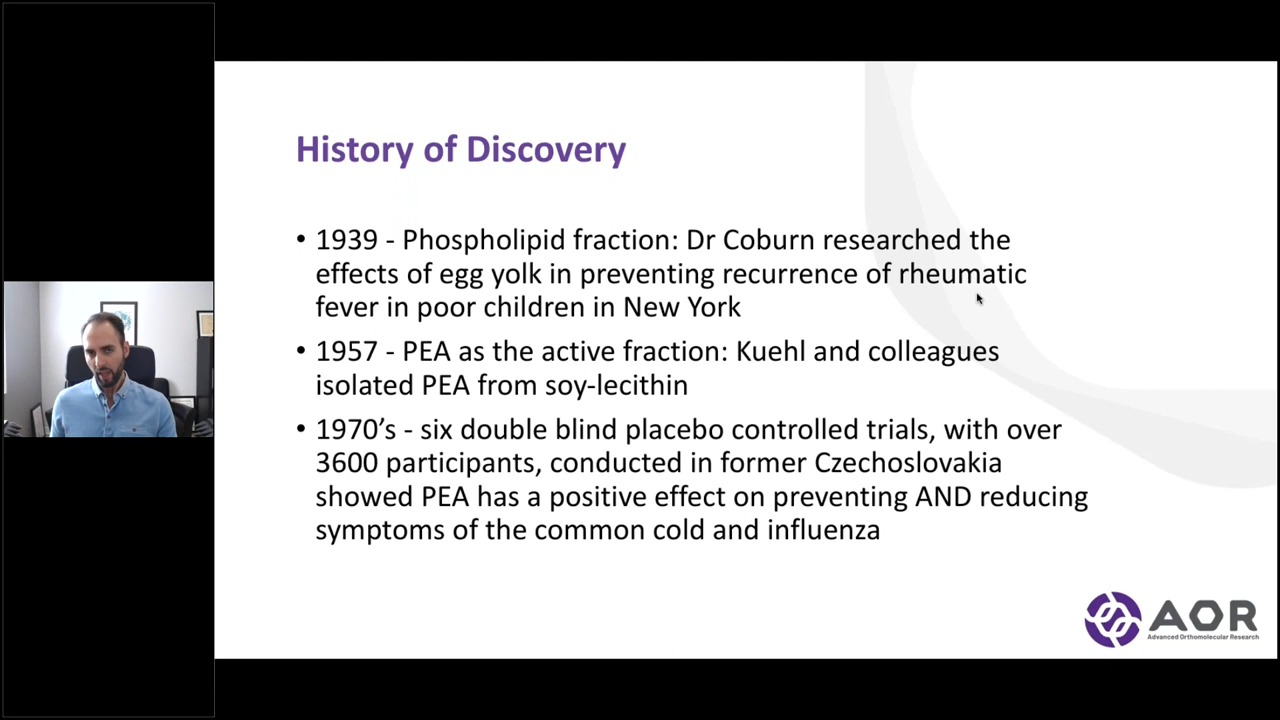 History of Discovery
• 1939 - Phospholipid fraction: Dr Coburn researched the
effects of egg yolk in preventing recurrence of rheumatic
fever in poor children in New York
• 1957 - PEA as the active fraction: Kuehl and colleagues
isolated PEA from soy-lecithin
• 1970’s - six double blind placebo controlled trials, with over
3600 participants, conducted in former Czechoslovakia
showed PEA has a positive effect on preventing AND reducing
symptoms of the common cold and influenza
AOR
Advanced Orthomolecular Research